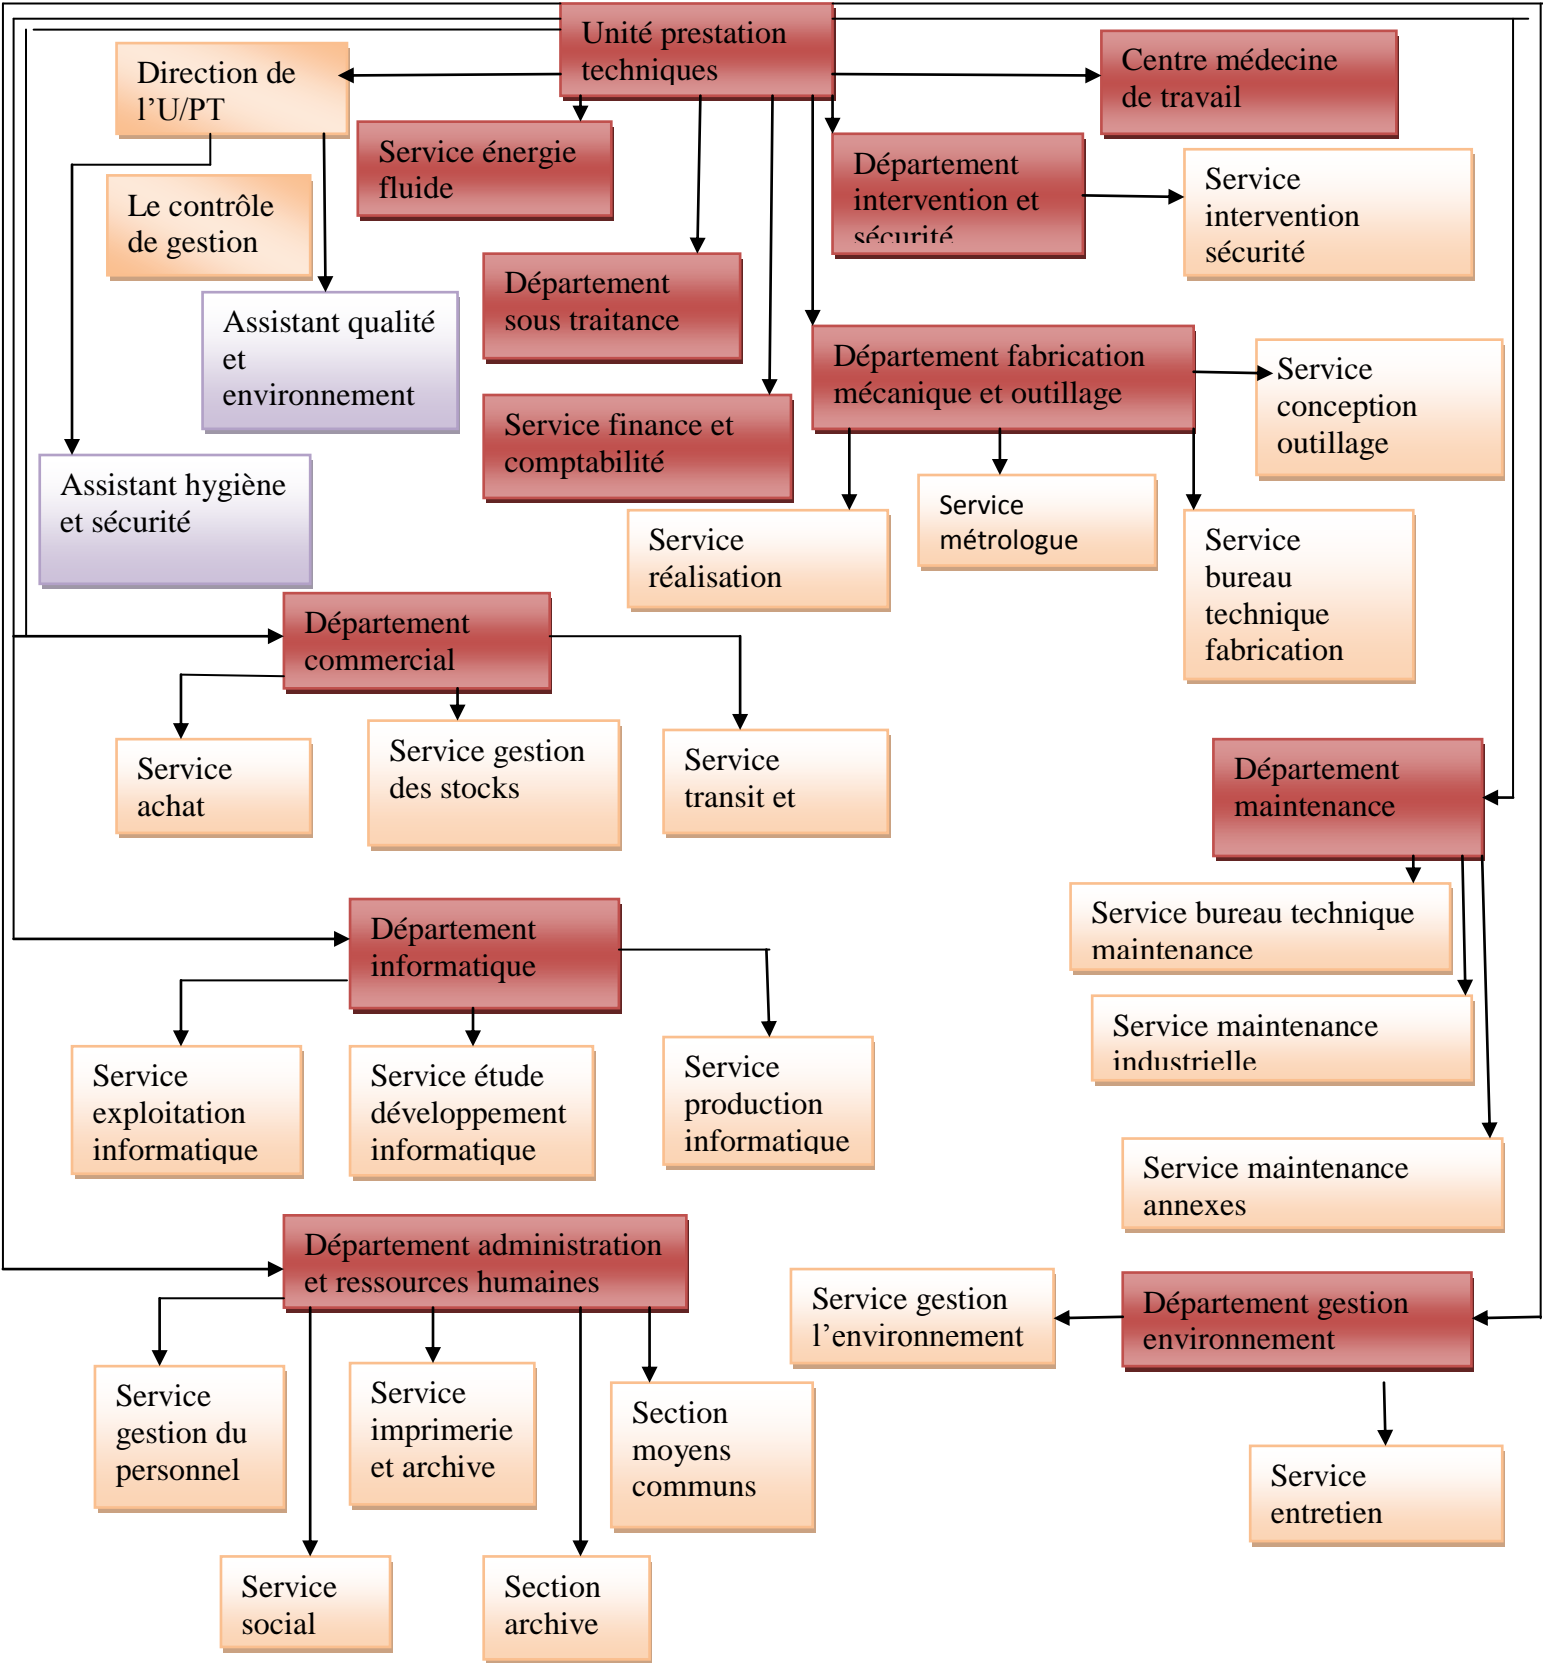 Unité prestation
techniques
Direction de
l’U/PT
Centre médecine
de travail
Service énergie
fluide
Département
intervention et
sécurité
Service
intervention
sécurité
Le contrôle
de gestion
Département
sous traitance
Assistant qualité
et
environnement
Département fabrication
mécanique et outillage
Service
conception
outillage
Service finance et
comptabilité
Assistant hygiène
et sécurité
Service
réalisation
Service
métrologue
Service
bureau
technique
fabrication
Département
commercial
Service
achat
Service gestion
des stocks
Service
transit et
Département
maintenance
Service bureau technique
maintenance
Service maintenance
industrielle
Service maintenance
annexes
Département
informatique
Service
exploitation
informatique
Service étude
développement
informatique
Service
production
informatique
Département administration
et ressources humaines
Service gestion
l’environnement
Département gestion
environnement
Service
gestion du
personnel
Service
imprimerie
et archive
Section
moyens
communs
Service
entretien
Service
social
Section
archive